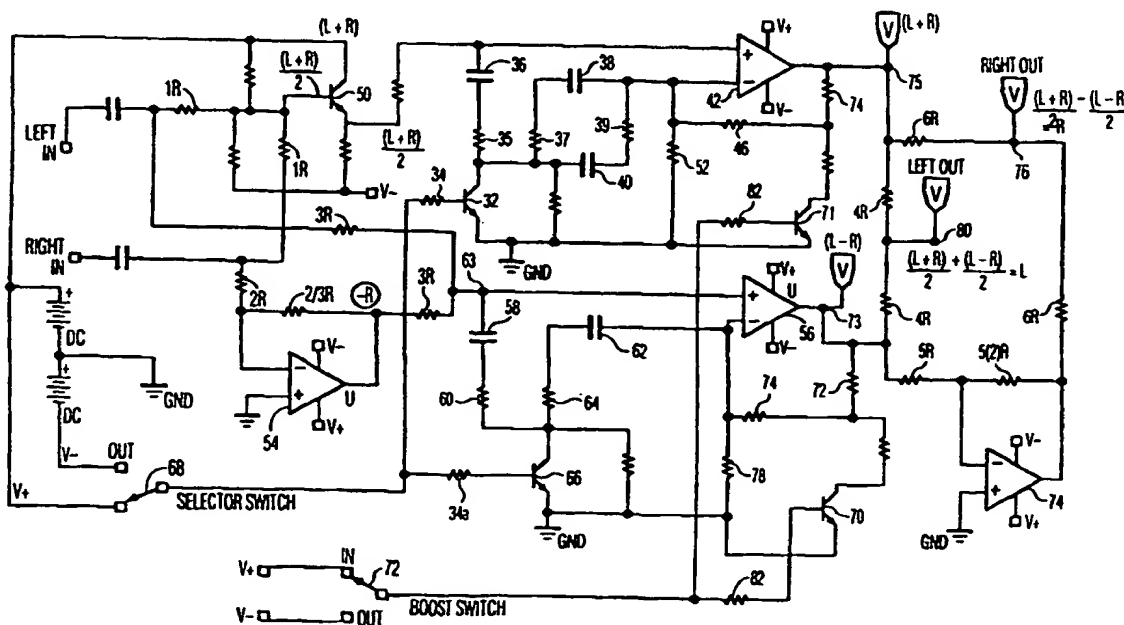 (L+R)
V+
(L+R)
36
38
42
V-
75
RIGHT OUT
V
(L+R)/2 - (L-R)/2
=R
(L+R)/2
50
1R
LEFT IN
1R
(L+R)/2
V-
35
37
39
40
46
52
74
6R
76
LEFT OUT
V
34
32
82
71
4R
80
(L+R)/2 + (L-R)/2 = L
3R
GND
(L-R)
V
RIGHT IN
2R
2/3R
-R
3R
63
58
62
V+
U
56
V-
73
4R
6R
DC
GND
DC
V-
U
54
V+
60
64
74
72
5R
5(2)R
V-
OUT
68
V+
SELECTOR SWITCH
34a
66
78
70
V-
74
V+
GND
GND
V+
IN
72
V-
OUT
BOOST SWITCH
82